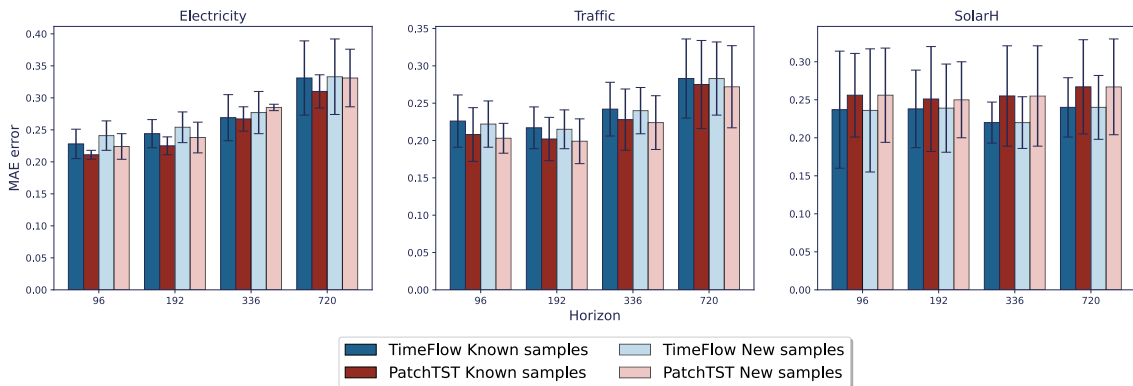 Electricity
Traffic
SolarH
MAE error
0.40
0.35
0.30
0.25
0.20
0.15
0.10
0.05
0.00
96 192 336 720
0.35
0.30
0.25
0.20
0.15
0.10
0.05
0.00
96 192 336 720
0.30
0.25
0.20
0.15
0.10
0.05
0.00
96 192 336 720
Horizon
TimeFlow Known samples
PatchTST Known samples
TimeFlow New samples
PatchTST New samples